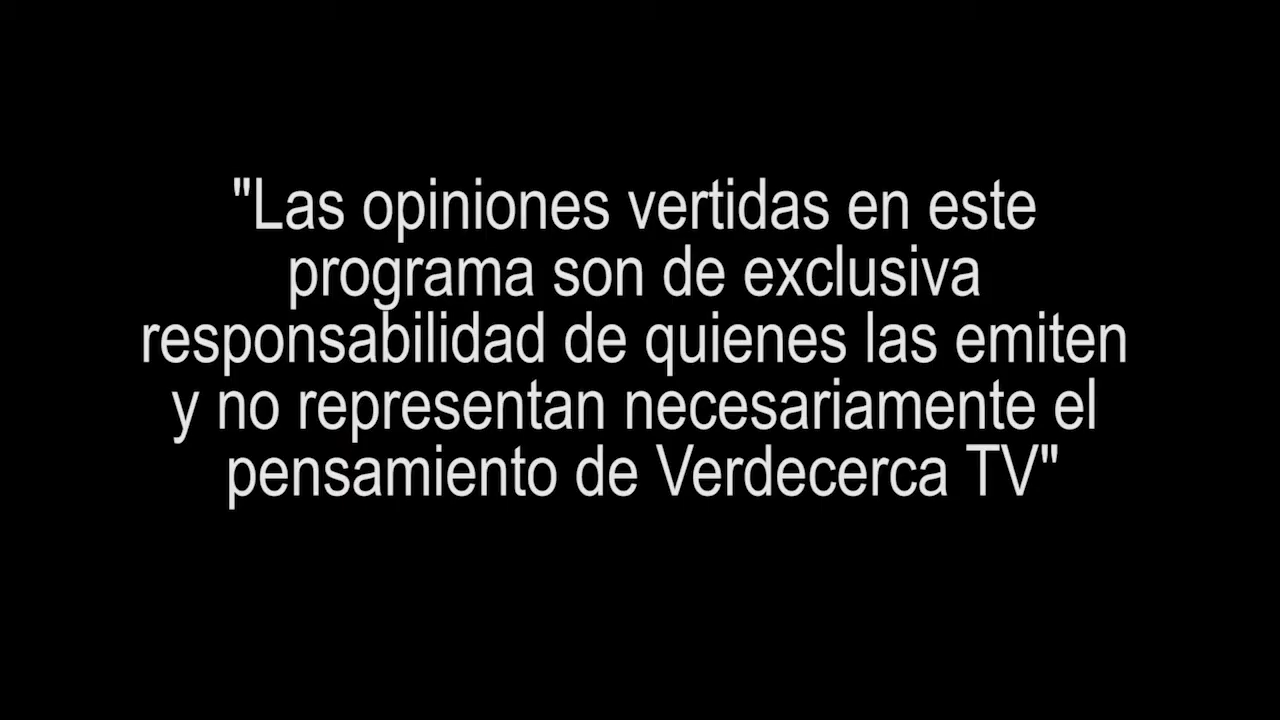 "Las opiniones vertidas en este
programa son de exclusiva
responsabilidad de quienes las emiten
y no representan necesariamente el
pensamiento de Verdecerca TV"